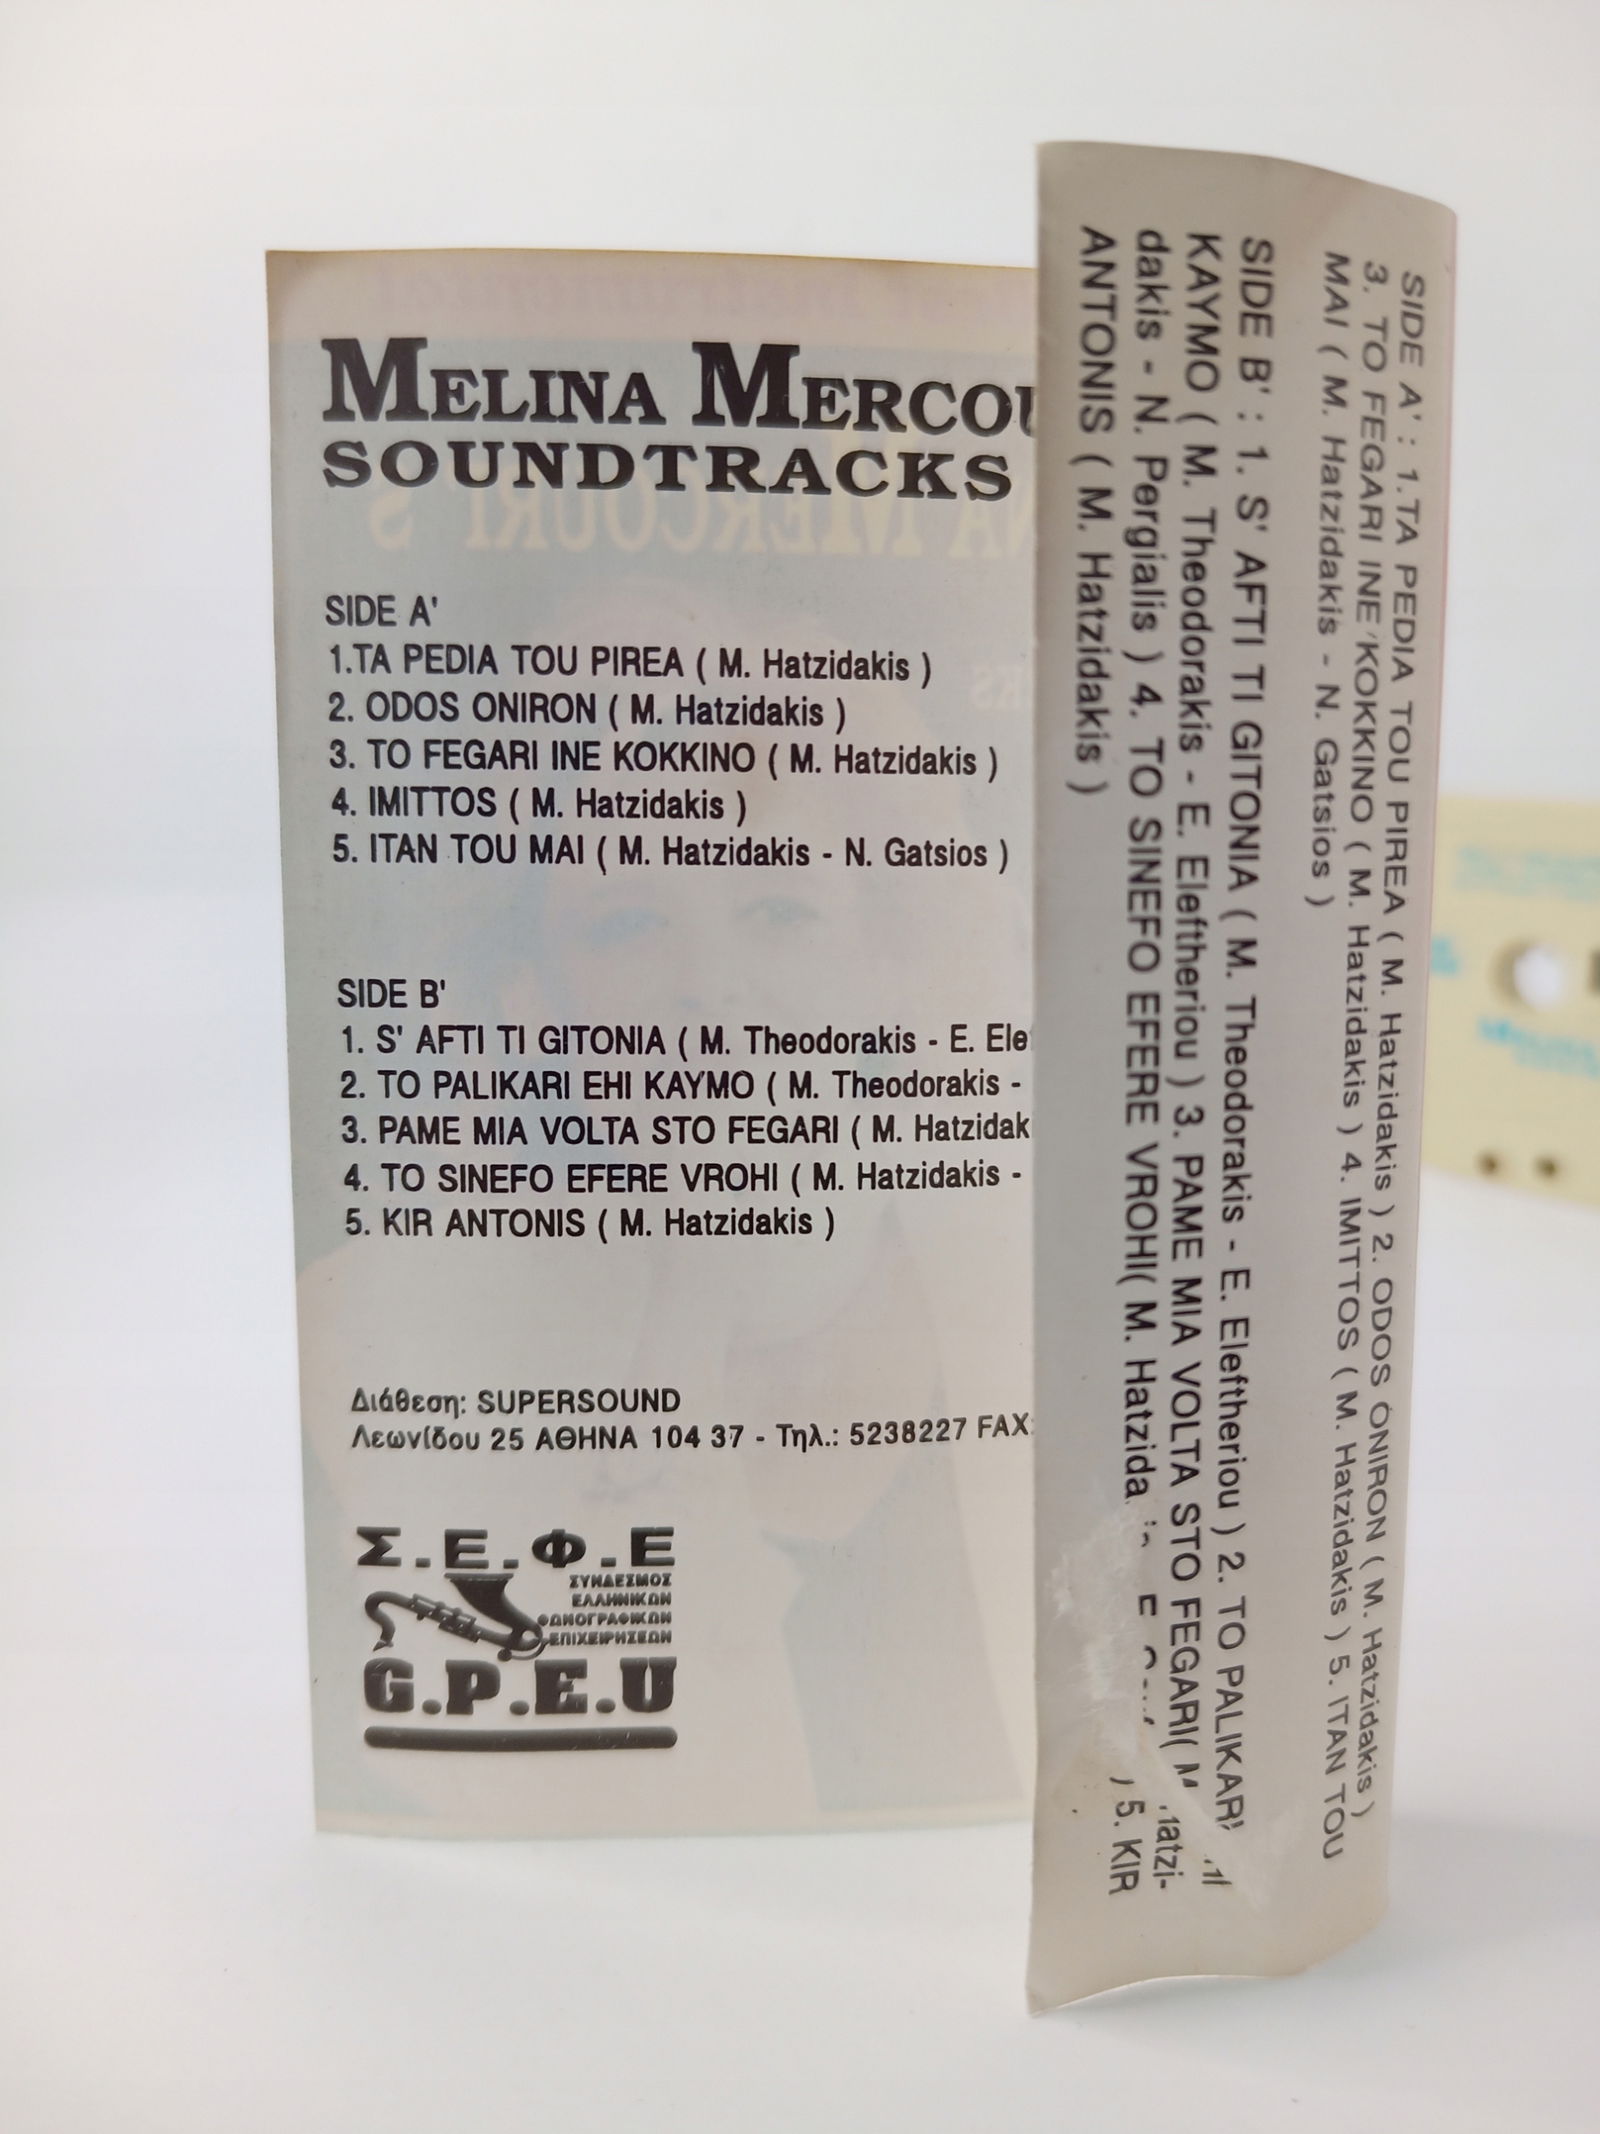 MELINA MERCOU
SOUNDTRACKS
SIDE A'
1.TA PEDIA TOU PIREA ( M. Hatzidakis )
2. ODOS ONIRON ( M. Hatzidakis )
3. TO FEGARI INE KOKKINO ( M. Hatzidakis )
4. IMITTOS ( M. Hatzidakis )
5. ITAN TOU MAI ( M. Hatzidakis - N. Gatsios )
SIDE B'
1. S' AFTI TI GITONIA ( M. Theodorakis - E. Ele
2. TO PALIKARI EHI KAYMO ( M. Theodorakis -
3. PAME MIA VOLTA STO FEGARI ( M. Hatzidak
4. TO SINEFO EFERE VROHI ( M. Hatzidakis -
5. KIR ANTONIS ( M. Hatzidakis )
Διάθεση: SUPERSOUND
Λεωνίδου 25 ΑΘΗΝΑ 104 37 - Τηλ.: 5238227 FAX:
Σ.Ε.Φ.Ε
ΣΥΝΔΕΣΜΟΣ
ΕΛΛΗΝΙΚΩΝ
ΦΩΝΟΓΡΑΦΙΚΩΝ
ΕΠΙΧΕΙΡΗΣΕΩΝ
G.P.E.U
SIDE A' : 1.TA PEDIA TOU PIREA ( M. Hatzidakis ) 2. ODOS ONIRON ( M. Hatzidakis )
3. TO FEGARI INE KOKKINO ( M. Hatzidakis ) 4. IMITTOS ( M. Hatzidakis ) 5. ITAN TOU
MAI ( M. Hatzidakis - N. Gatsios )
SIDE B' : 1. S' AFTI TI GITONIA ( M. Theodorakis - E. Eleftheriou ) 2. TO PALIKARI
KAYMO ( M. Theodorakis - E. Eleftheriou ) 3. PAME MIA VOLTA STO FEGARI( M. Hatzi-
dakis - N. Pergialis ) 4. TO SINEFO EFERE VROHI( M. Hatzida ) 5. KIR
ANTONIS ( M. Hatzidakis )